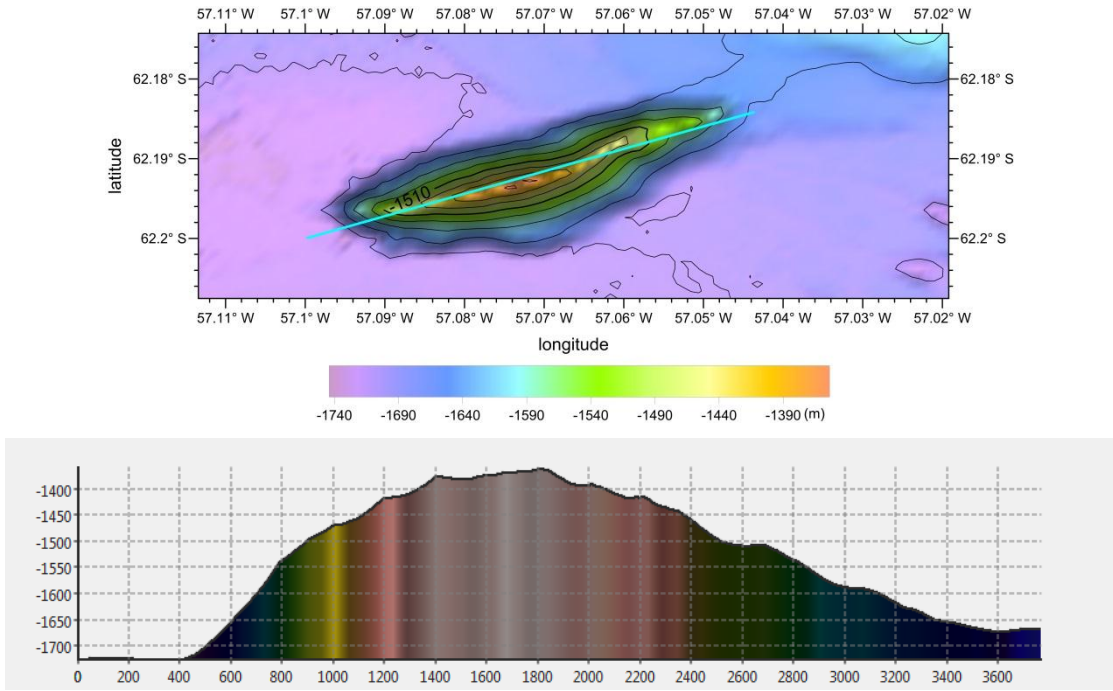 57.11° W 57.1° W 57.09° W 57.08° W 57.07° W 57.06° W 57.05° W 57.04° W 57.03° W 57.02° W
62.18° S 62.18° S
62.19° S 62.19° S
62.2° S 62.2° S
latitude
-1510
57.11° W 57.1° W 57.09° W 57.08° W 57.07° W 57.06° W 57.05° W 57.04° W 57.03° W 57.02° W
longitude
-1740 -1690 -1640 -1590 -1540 -1490 -1440 -1390 (m)
-1400
-1450
-1500
-1550
-1600
-1650
-1700
0 200 400 600 800 1000 1200 1400 1600 1800 2000 2200 2400 2600 2800 3000 3200 3400 3600